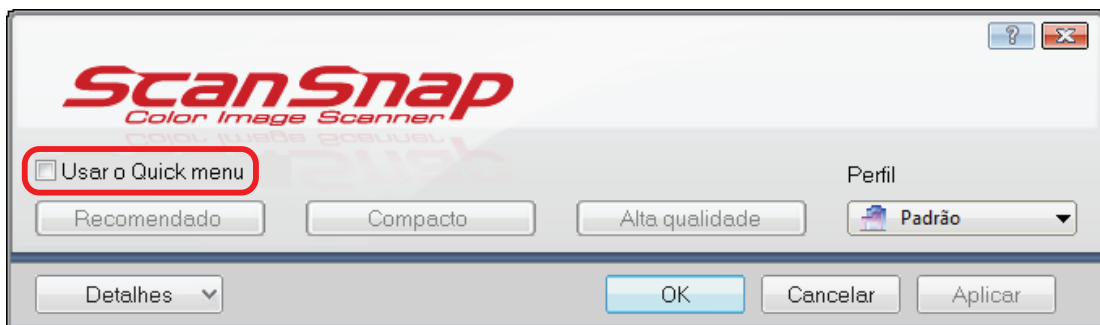 ScanSnap
Color Image Scanner
Usar o Quick menu
Perfil
Recomendado
Compacto
Alta qualidade
Padrão
Detalhes
OK
Cancelar
Aplicar